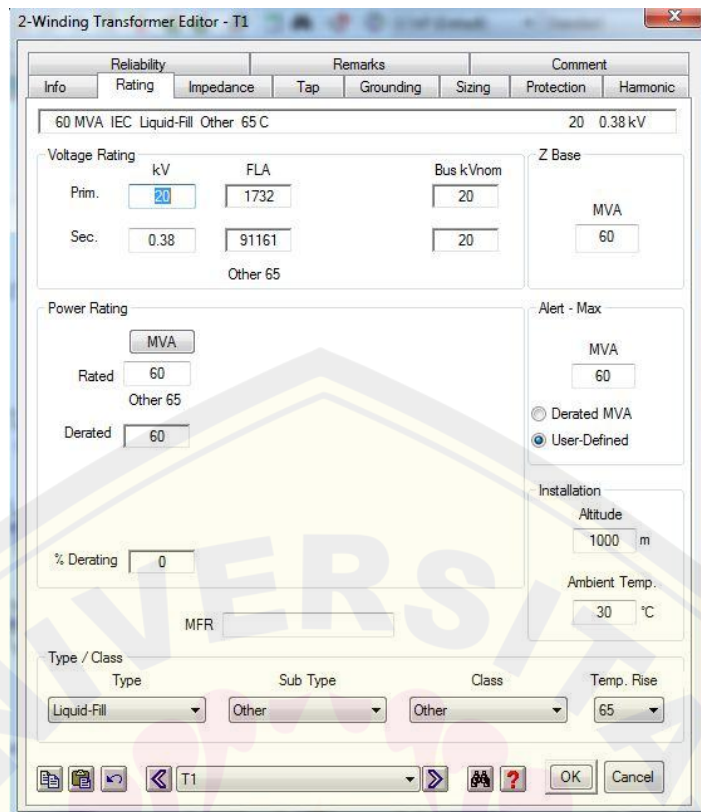 2-Winding Transformer Editor - T1
Reliability Remarks Comment
Info Rating Impedance Tap Grounding Sizing Protection Harmonic
60 MVA IEC Liquid-Fill Other 65 C 20 0.38 kV
Voltage Rating
kV FLA Bus kVnom
Prim. 20 1732 20
Sec. 0.38 91161 20
Other 65
Z Base
MVA
60
Power Rating
MVA
Rated 60
Other 65
Derated 60
% Derating 0
Alert - Max
MVA
60
Derated MVA
User-Defined
Installation
Altitude
1000 m
Ambient Temp.
30 °C
MFR
Type / Class
Type Sub Type Class Temp. Rise
Liquid-Fill Other Other 65
T1 OK Cancel
VERSITA